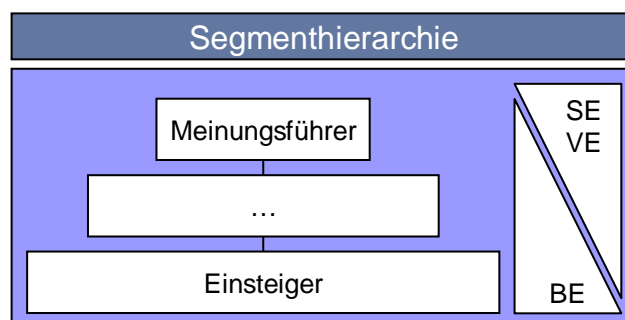 Segmenthierarchie
Meinungsführer
…
Einsteiger
SE
VE
BE